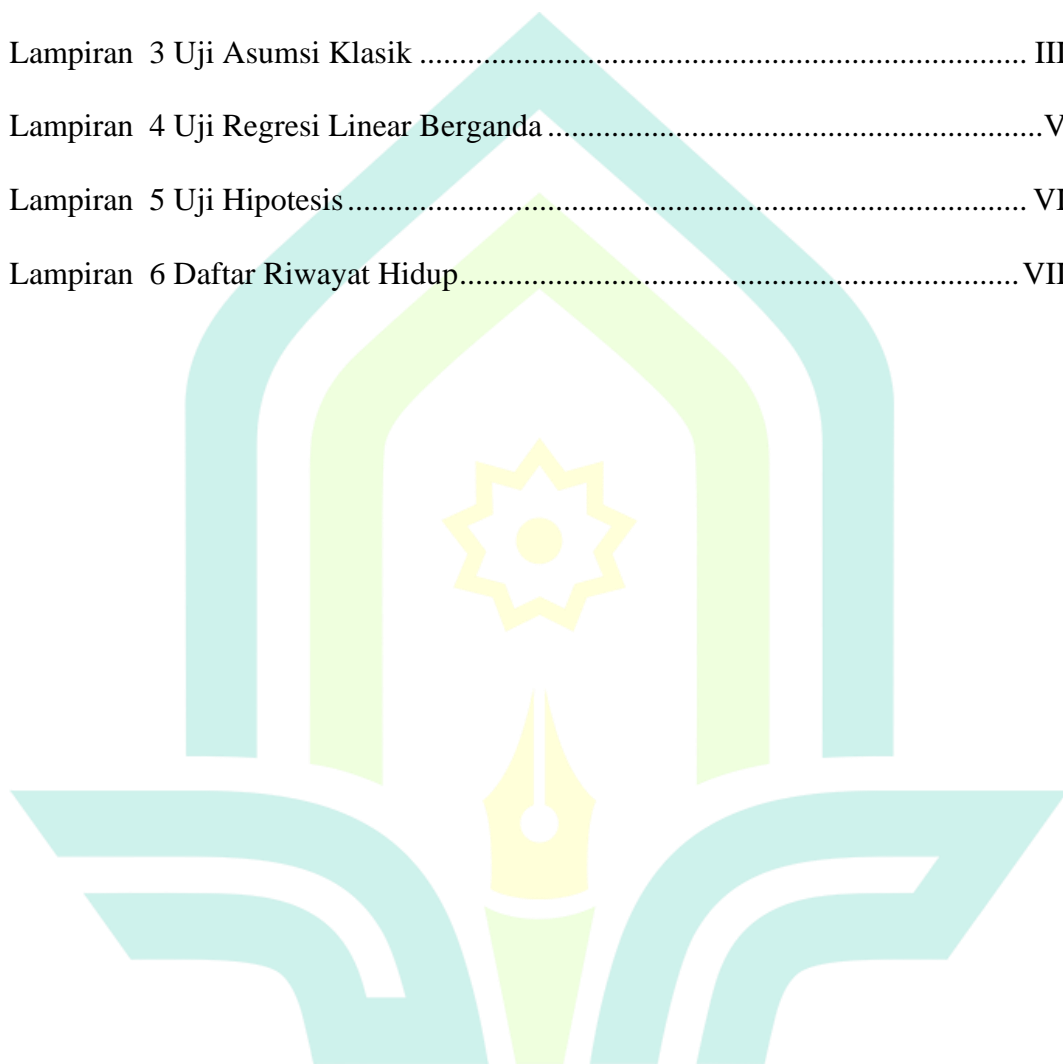 Lampiran 3 Uji Asumsi Klasik ............................................................................ III
Lampiran 4 Uji Regresi Linear Berganda .............................................................. V
Lampiran 5 Uji Hipotesis ..................................................................................... VI
Lampiran 6 Daftar Riwayat Hidup ...................................................................... VII